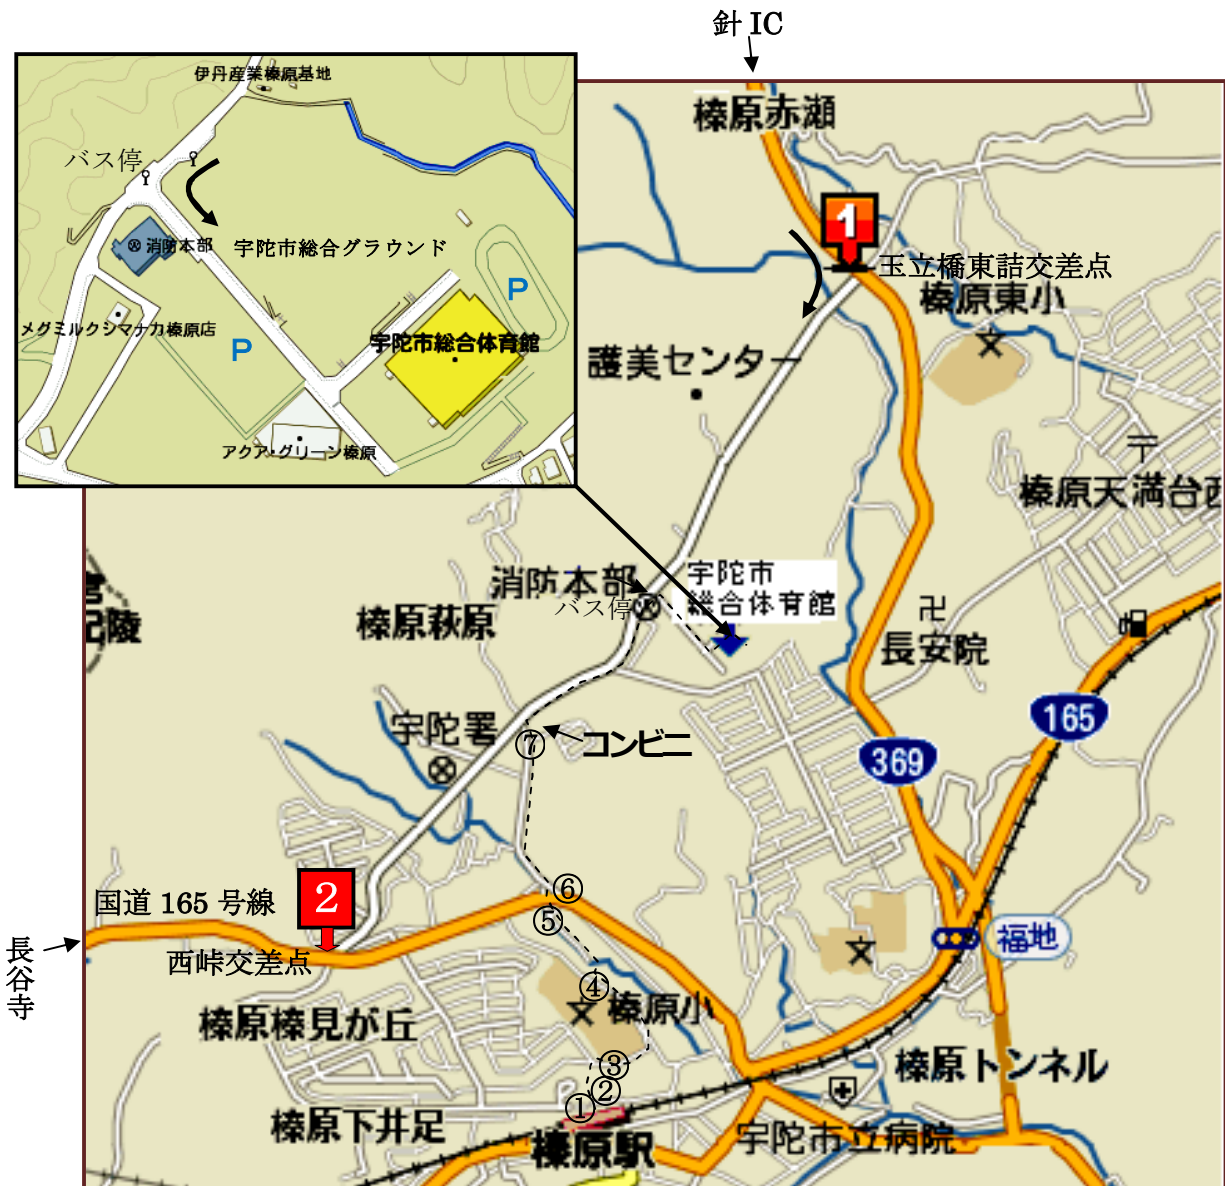 針IC
伊丹産業榛原基地
バス停
消防本部
宇陀市総合グラウンド
P
メグミルクシマナカ榛原店
P
宇陀市総合体育館
アクア・グリーン榛原
榛原赤瀬
1
玉立橋東詰交差点
榛原東小
護美センター
榛原天満台西
消防本部
バス停
宇陀市
総合体育館
榛原萩原
長安院
165
宇陀署
⑦
コンビニ
369
国道 165 号線
2
⑥
⑤
西峠交差点
長谷寺
福地
④
榛原小
榛原榛見が丘
③
②
①
榛原トンネル
榛原下井足
榛原駅
宇陀市立病院